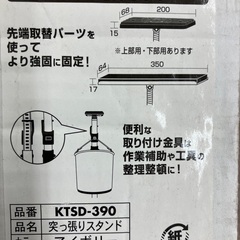 68
200
15
先端取替パーツを
使って
より強固に固定!
※上部用・下部用あります
64
350
17
便利な
取り付け金具は
作業補助や工具の
整理整頓に!
品番 KTSD-390
品名 突っ張りスタンド
アイボリー
紙